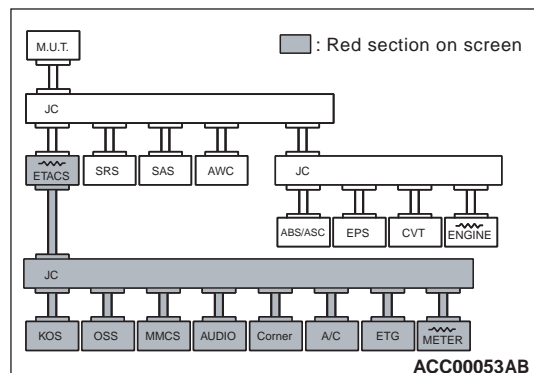 M.U.T.
: Red section on screen
JC
ETACS
SRS
SAS
AWC
JC
ABS/ASC
EPS
CVT
ENGINE
JC
KOS
OSS
MMCS
AUDIO
Corner
A/C
ETG
METER
ACC00053AB